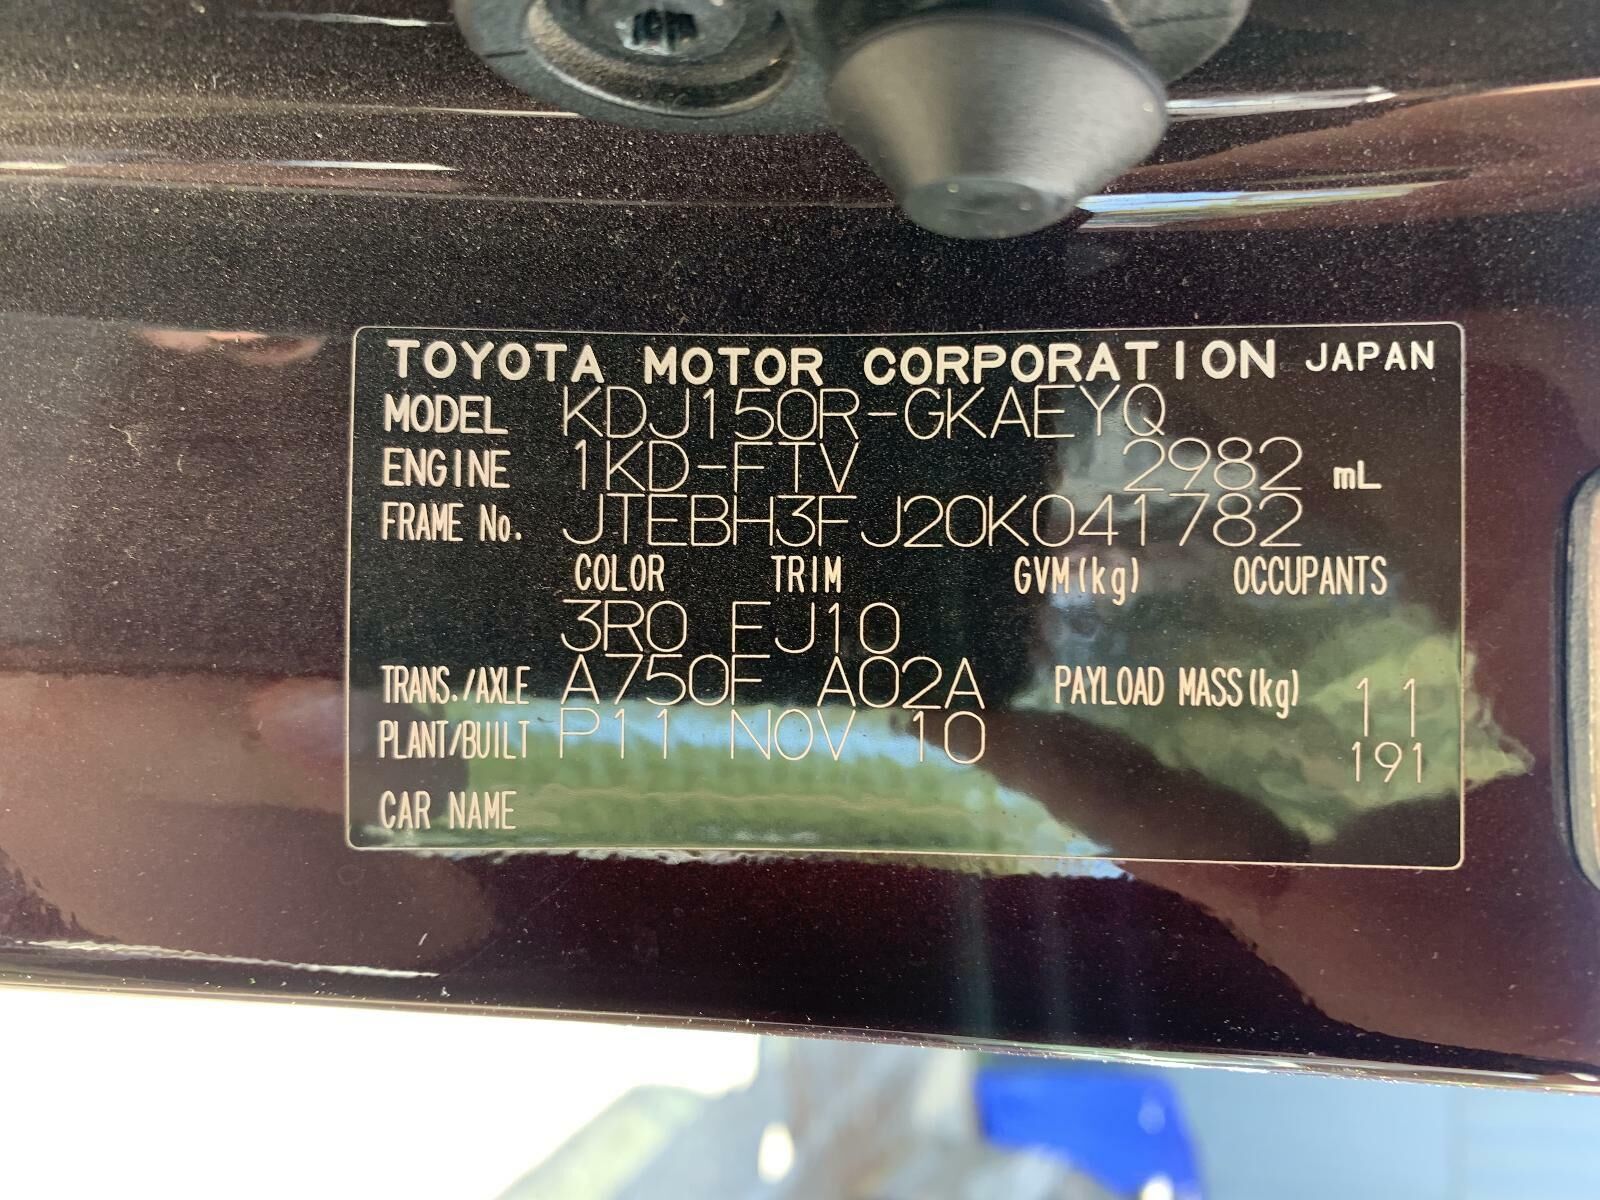 TOYOTA MOTOR CORPORATION JAPAN
MODEL KDJ150R-GKAEYQ
ENGINE 1KD-FTV 2982 mL
FRAME No. JTEBH3FJ20K041782
COLOR TRIM GVM(kg) OCCUPANTS
3R0 FJ10
TRANS./AXLE A750F A02A PAYLOAD MASS(kg) 11
PLANT/BUILT P11 NOV 10 191
CAR NAME